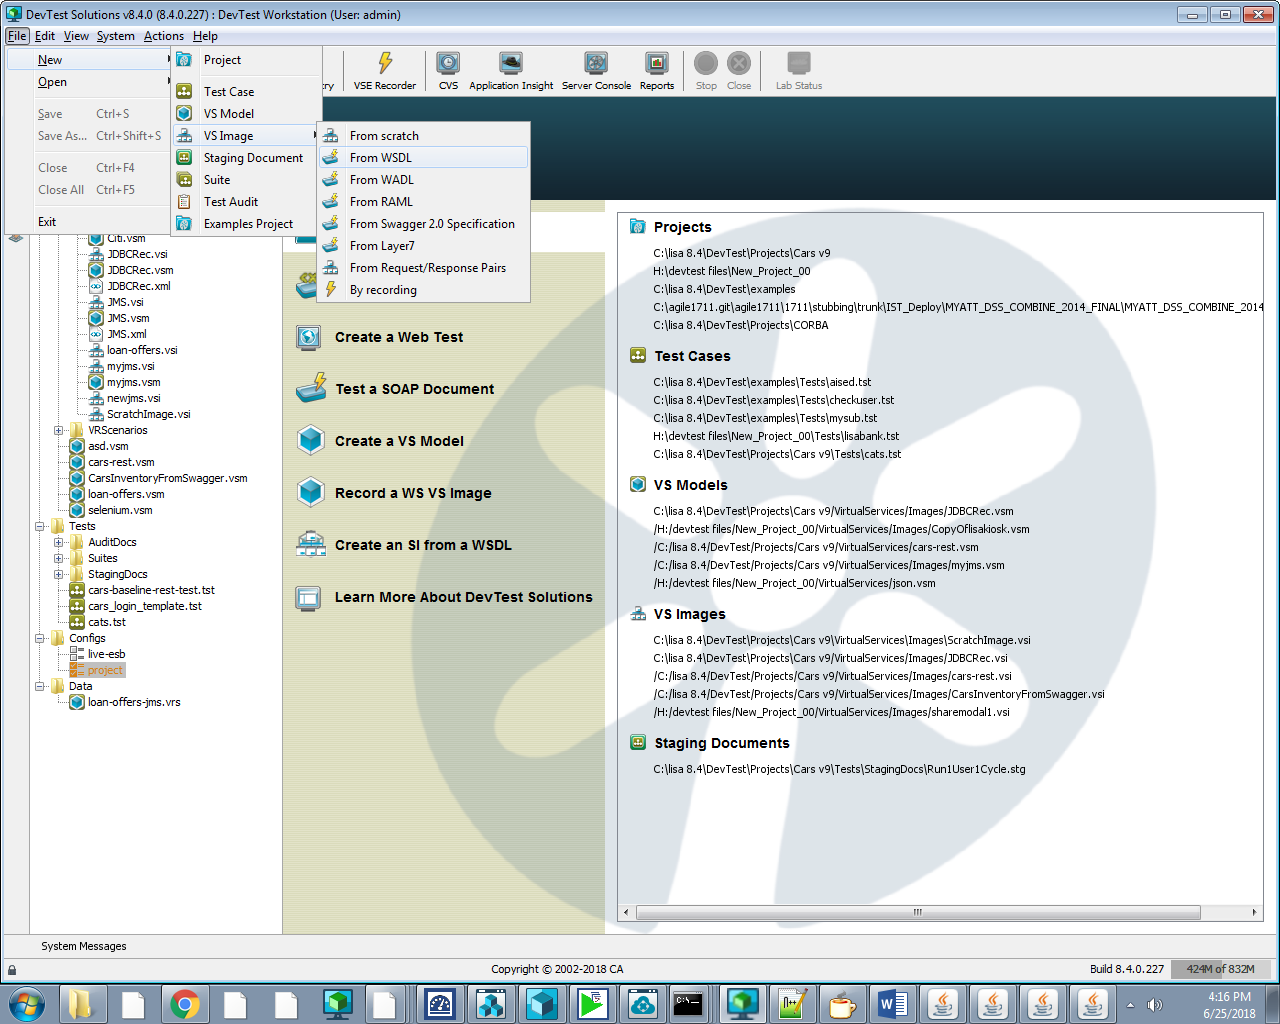 DevTest Solutions v8.4.0 (8.4.0.227) : DevTest Workstation (User: admin)
File Edit View System Actions Help
New
Open
Save Ctrl+S
Save As... Ctrl+Shift+S
Close Ctrl+F4
Close All Ctrl+F5
Exit
Project
Test Case
VS Model
VS Image
Staging Document
Suite
Test Audit
Examples Project
From scratch
From WSDL
From WADL
From RAML
From Swagger 2.0 Specification
From Layer7
From Request/Response Pairs
By recording
VSE Recorder CVS Application Insight Server Console Reports Stop Close Lab Status
Citi.vsm
JDBCRec.vsi
JDBCRec.vsm
JDBCRec.xml
JMS.vsi
JMS.vsm
JMS.xml
loan-offers.vsi
myjms.vsi
myjms.vsm
newjms.vsi
ScratchImage.vsi
VRScenarios
asd.vsm
cars-rest.vsm
CarsInventoryFromSwagger.vsm
loan-offers.vsm
selenium.vsm
Tests
AuditDocs
Suites
StagingDocs
cars-baseline-rest-test.tst
cars_login_template.tst
cats.tst
Configs
live-esb
project
Data
loan-offers-jms.vrs
Create a Web Test
Test a SOAP Document
Create a VS Model
Record a WS VS Image
Create an SI from a WSDL
Learn More About DevTest Solutions
Projects
C:\lisa 8.4\DevTest\Projects\Cars v9
H:\devtest files\New_Project_00
C:\lisa 8.4\DevTest\examples
C:\agile1711.git\agile1711\1711\stubbing\trunk\IST_Deploy\MYATT_DSS_COMBINE_2014_FINAL\MYATT_DSS_COMBINE_2014
C:\lisa 8.4\DevTest\Projects\CORBA
Test Cases
C:\lisa 8.4\DevTest\examples\Tests\aised.tst
C:\lisa 8.4\DevTest\examples\Tests\checkuser.tst
C:\lisa 8.4\DevTest\examples\Tests\mysub.tst
H:\devtest files\New_Project_00\Tests\lisabank.tst
C:\lisa 8.4\DevTest\Projects\Cars v9\Tests\cats.tst
VS Models
C:\lisa 8.4\DevTest\Projects\Cars v9/VirtualServices/Images/JDBCRec.vsm
/H:/devtest files/New_Project_00/VirtualServices/Images/CopyOflisakiosk.vsm
/C:/lisa 8.4/DevTest/Projects/Cars v9/VirtualServices/cars-rest.vsm
/C:/lisa 8.4/DevTest/Projects/Cars v9/VirtualServices/Images/myjms.vsm
/H:/devtest files/New_Project_00/VirtualServices/json.vsm
VS Images
C:\lisa 8.4\DevTest\Projects\Cars v9\VirtualServices\Images\ScratchImage.vsi
C:\lisa 8.4\DevTest\Projects\Cars v9/VirtualServices/Images/JDBCRec.vsi
/C:/lisa 8.4/DevTest/Projects/Cars v9/VirtualServices/Images/cars-rest.vsi
/C:/lisa 8.4/DevTest/Projects/Cars v9/VirtualServices/Images/CarsInventoryFromSwagger.vsi
/H:/devtest files/New_Project_00/VirtualServices/Images/sharemodal1.vsi
Staging Documents
C:\lisa 8.4\DevTest\Projects\Cars v9\Tests\StagingDocs\Run1User1Cycle.stg
System Messages
Copyright © 2002-2018 CA
Build 8.4.0.227 424M of 832M
4:16 PM
6/25/2018